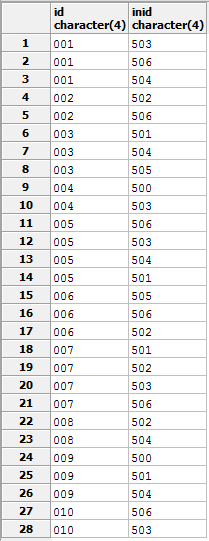 id inid
character(4) character(4)
1 001 503
2 001 506
3 001 504
4 002 502
5 002 506
6 003 501
7 003 504
8 003 505
9 004 500
10 004 503
11 005 506
12 005 503
13 005 504
14 005 501
15 006 505
16 006 506
17 006 502
18 007 501
19 007 502
20 007 503
21 007 506
22 008 502
23 008 504
24 009 500
25 009 501
26 009 504
27 010 506
28 010 503